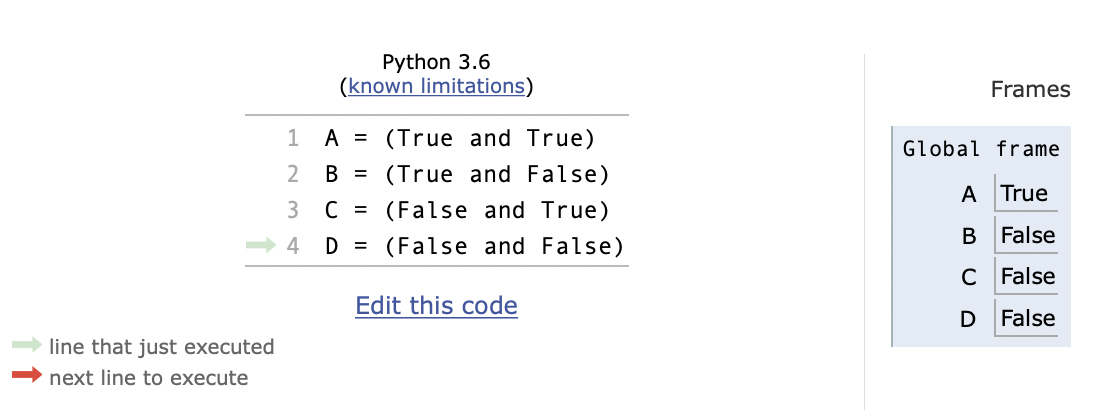 Python 3.6
(known limitations)
1 A = (True and True)
2 B = (True and False)
3 C = (False and True)
4 D = (False and False)
Edit this code
line that just executed
next line to execute
Frames
Global frame
A True
B False
C False
D False